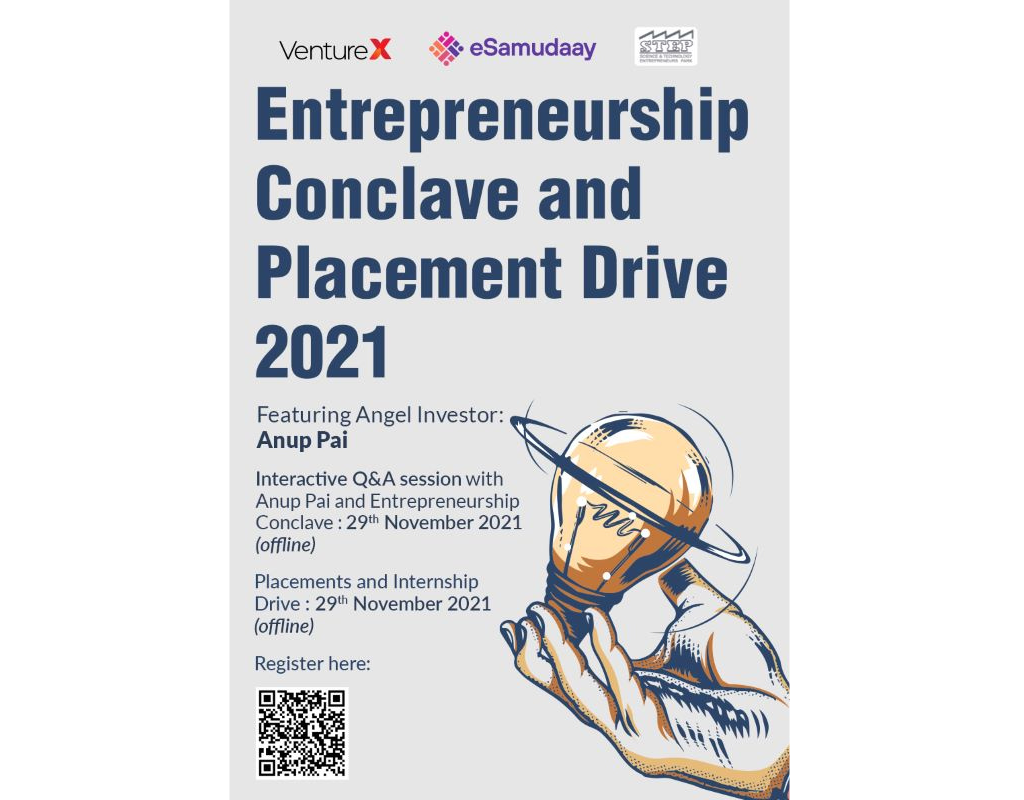 VentureX eSamudaay STEP
SCIENCE & TECHNOLOGY
ENTREPRENEURS PARK
Entrepreneurship
Conclave and
Placement Drive
2021
Featuring Angel Investor:
Anup Pai
Interactive Q&A session with
Anup Pai and Entrepreneurship
Conclave : 29th November 2021
(offline)
Placements and Internship
Drive : 29th November 2021
(offline)
Register here: